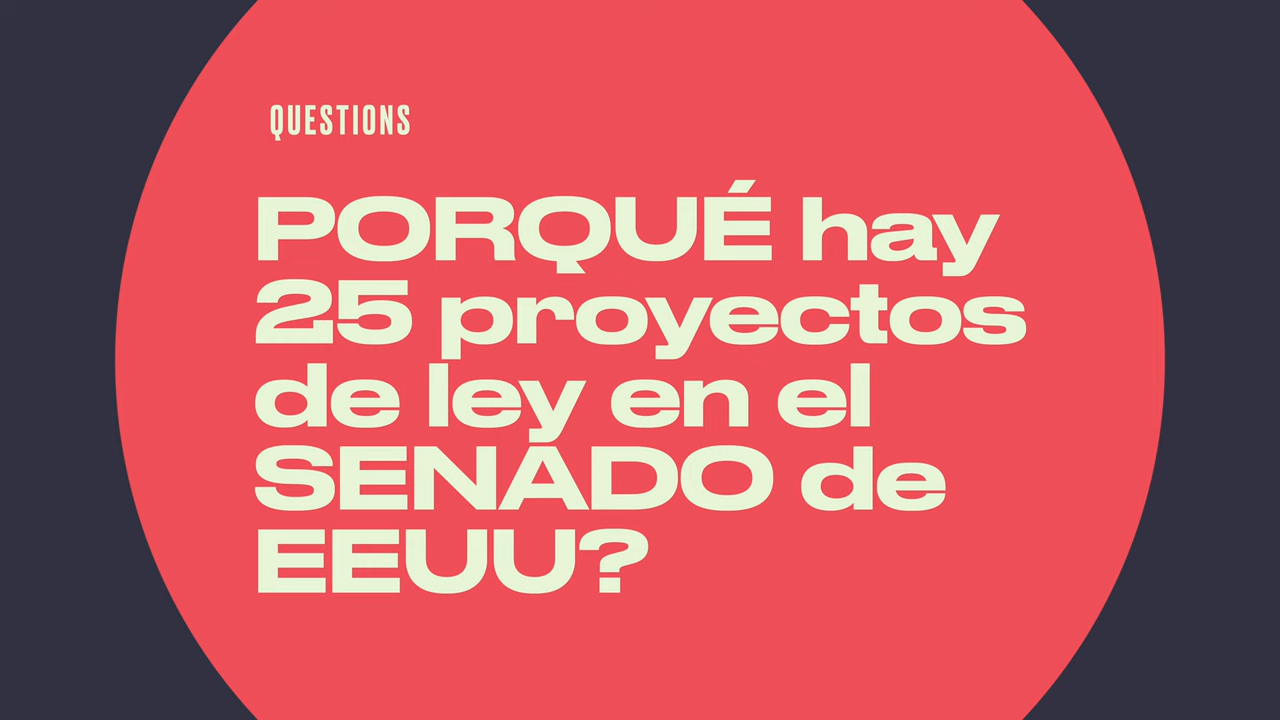 QUESTIONS
PORQUÉ hay
25 proyectos
de ley en el
SENADO de
EEUU?